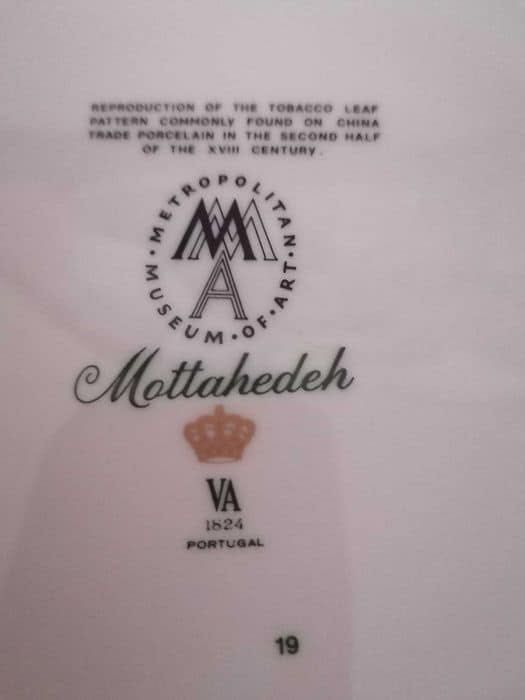 REPRODUCTION OF THE TOBACCO LEAF
PATTERN COMMONLY FOUND ON CHINA
TRADE PORCELAIN IN THE SECOND HALF
OF THE XVIII CENTURY.
METROPOLITAN · MUSEUM · OF · ART ·
MMA
Mottahedeh
VA
1824
PORTUGAL
19